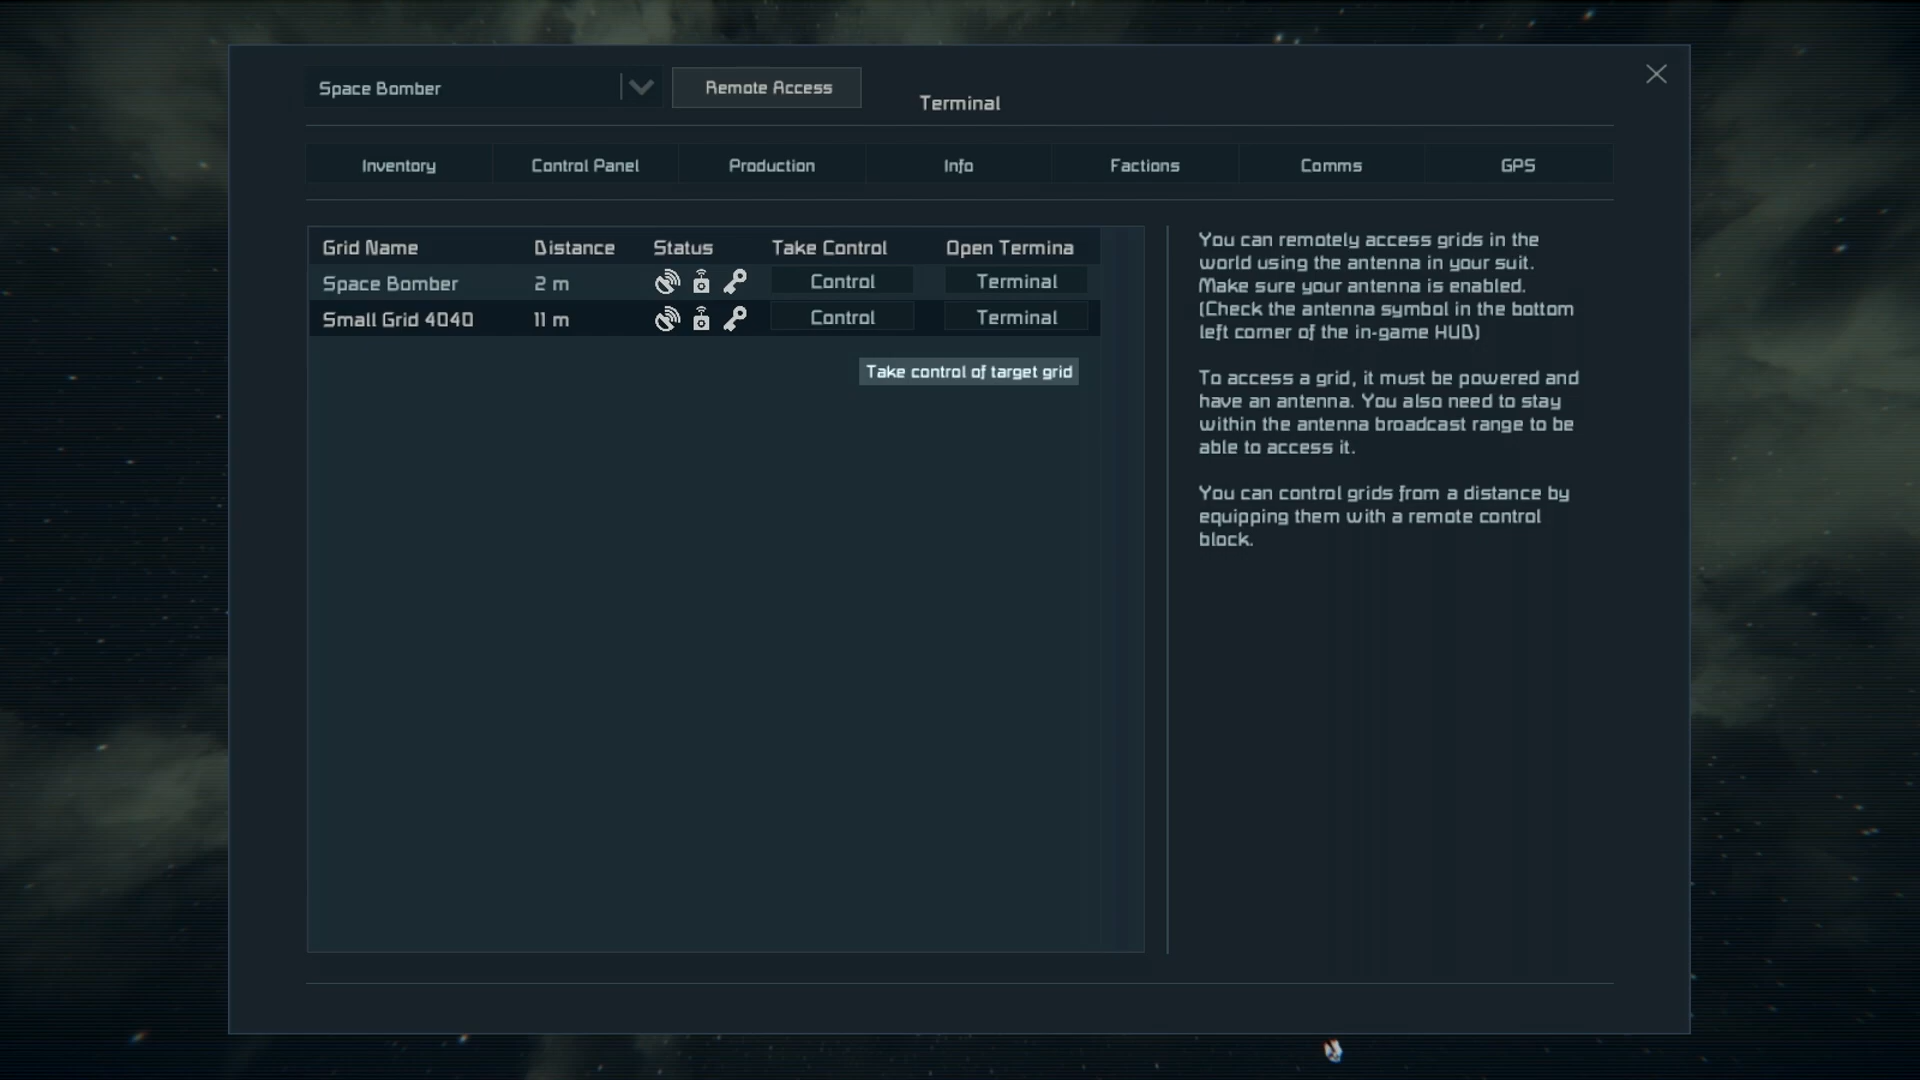 Space Bomber
Remote Access
Terminal
Inventory
Control Panel
Production
Info
Factions
Comms
GPS
Grid Name Distance Status Take Control Open Termina
Space Bomber 2 m Control Terminal
Small Grid 4040 11 m Control Terminal
Take control of target grid
You can remotely access grids in the
world using the antenna in your suit.
Make sure your antenna is enabled.
(Check the antenna symbol in the bottom
left corner of the in-game HUD)
To access a grid, it must be powered and
have an antenna. You also need to stay
within the antenna broadcast range to be
able to access it.
You can control grids from a distance by
equipping them with a remote control
block.